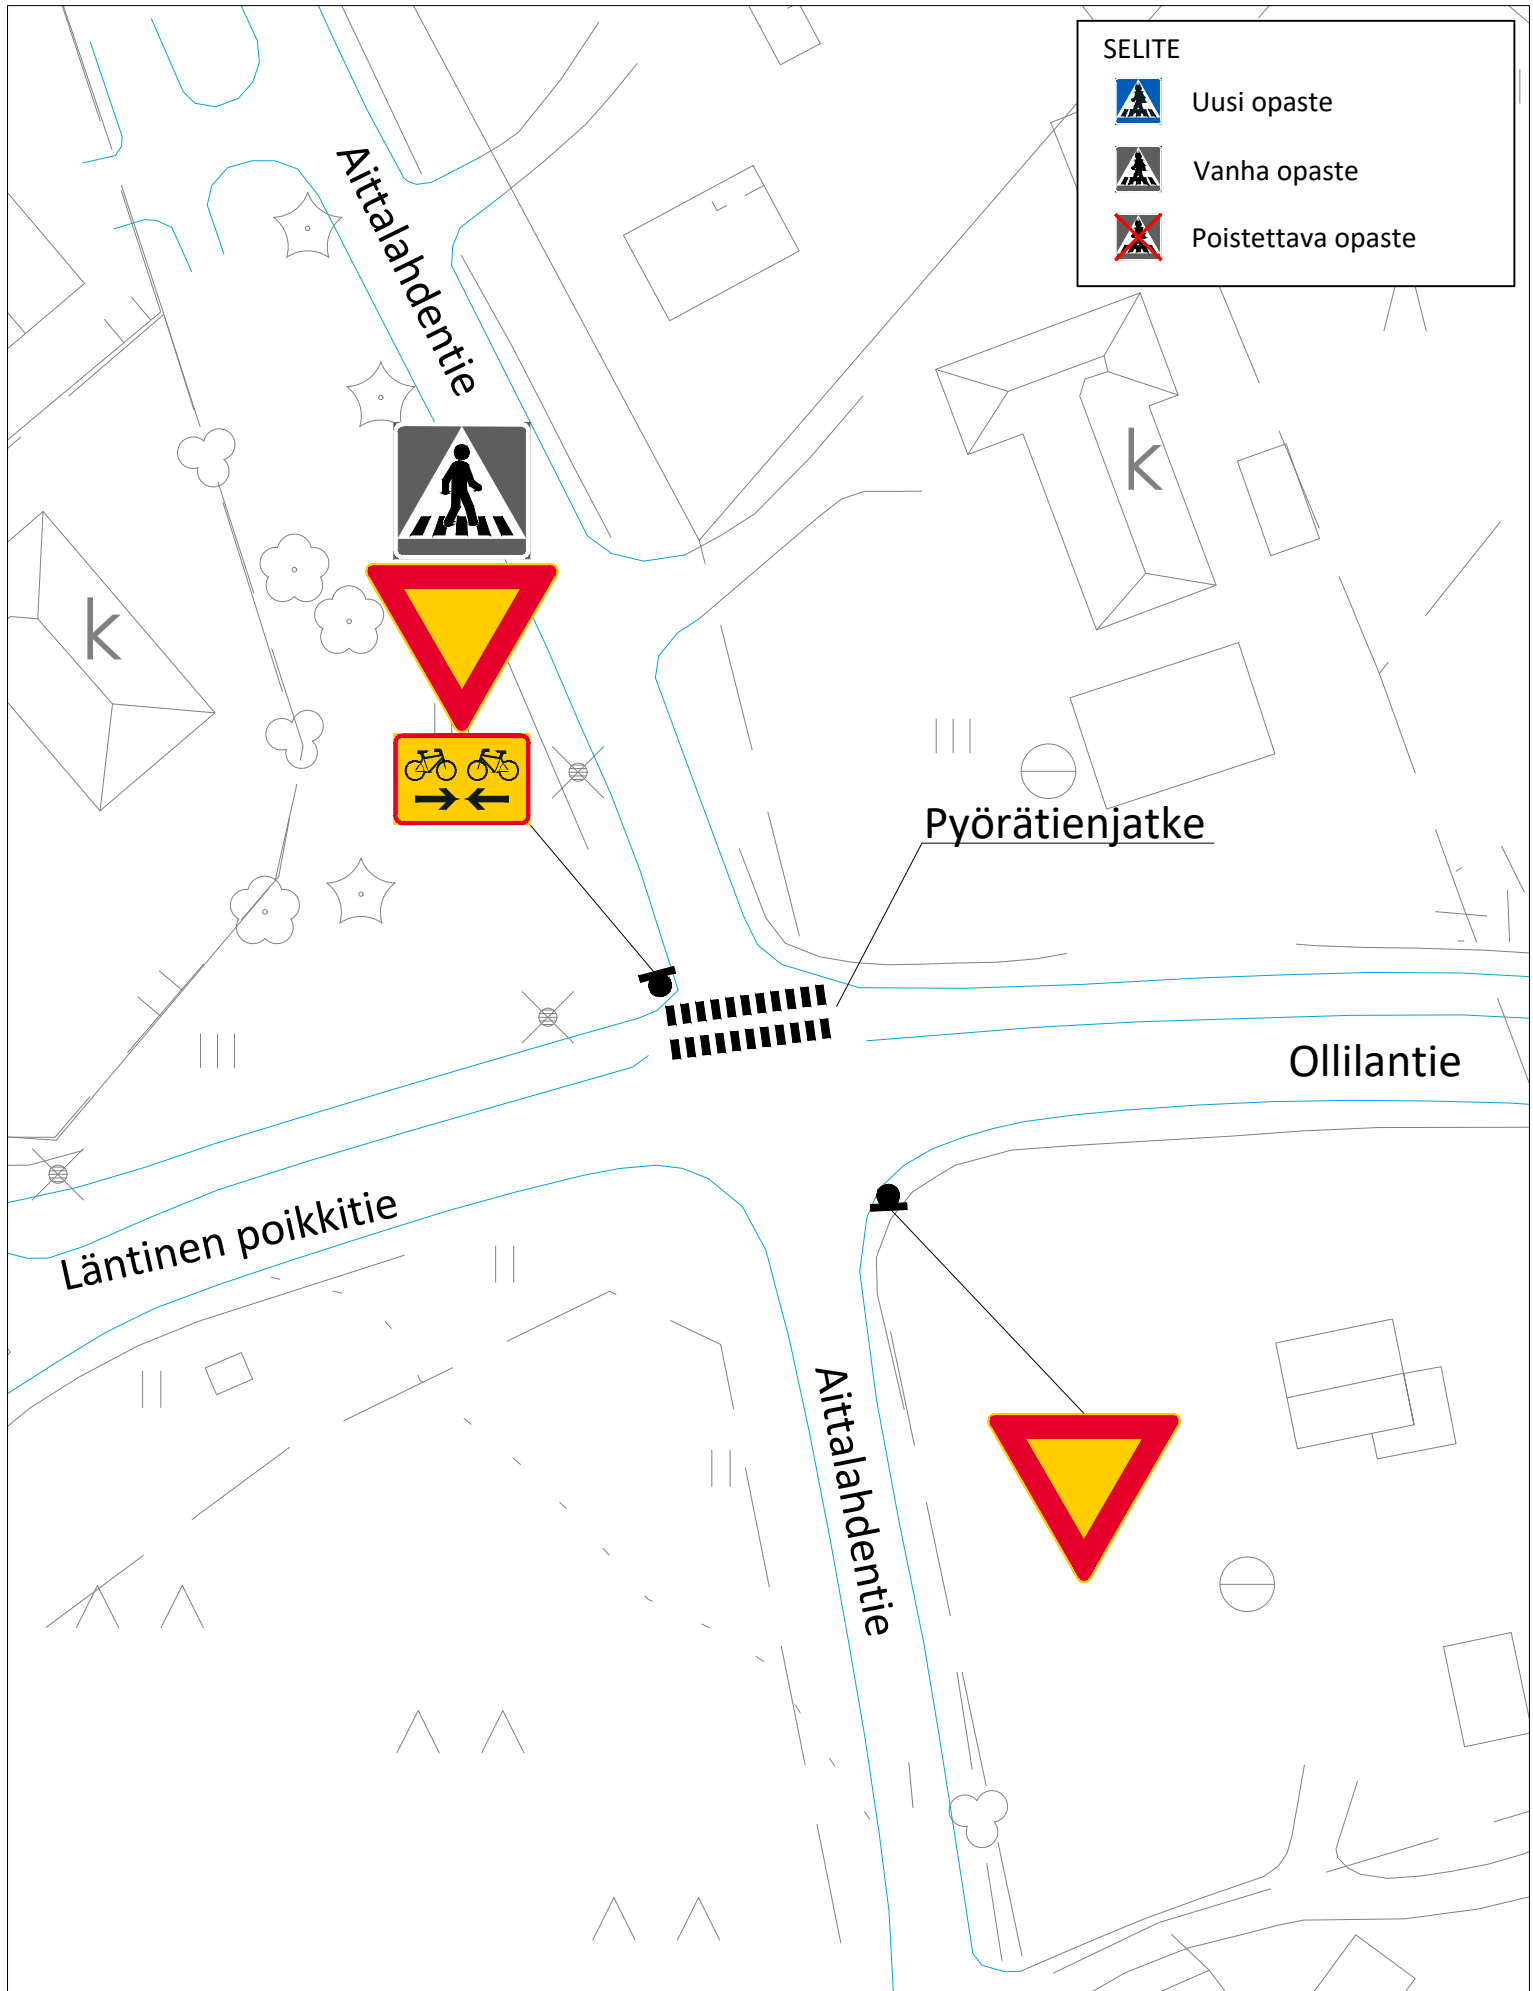 SELITE
Uusi opaste
Vanha opaste
Poistettava opaste
Aittalahdentie
k
k
Pyörätienjatke
Ollilantie
Läntinen poikkitie
Aittalahdentie